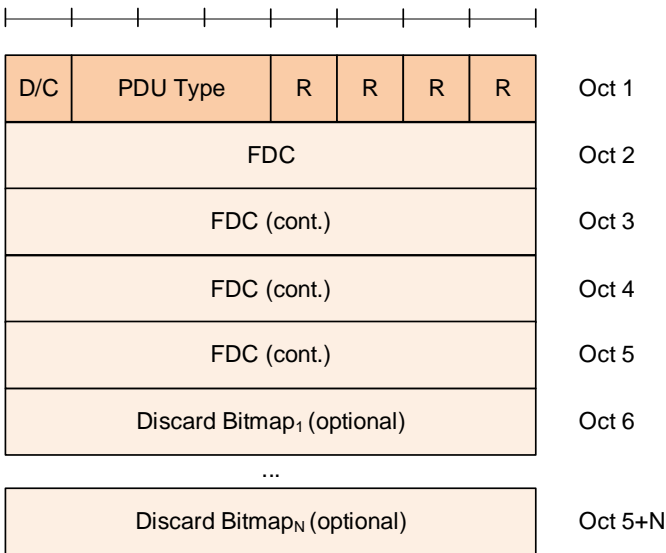 D/C PDU Type R R R R Oct 1
FDC Oct 2
FDC (cont.) Oct 3
FDC (cont.) Oct 4
FDC (cont.) Oct 5
Discard Bitmap₁ (optional) Oct 6
...
Discard Bitmap_N (optional) Oct 5+N